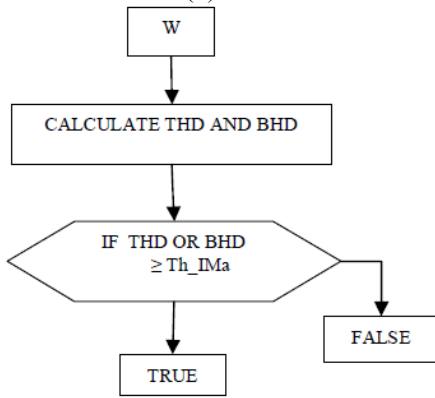 W
CALCULATE THD AND BHD
IF THD OR BHD
≥ Th_IMa
FALSE
TRUE